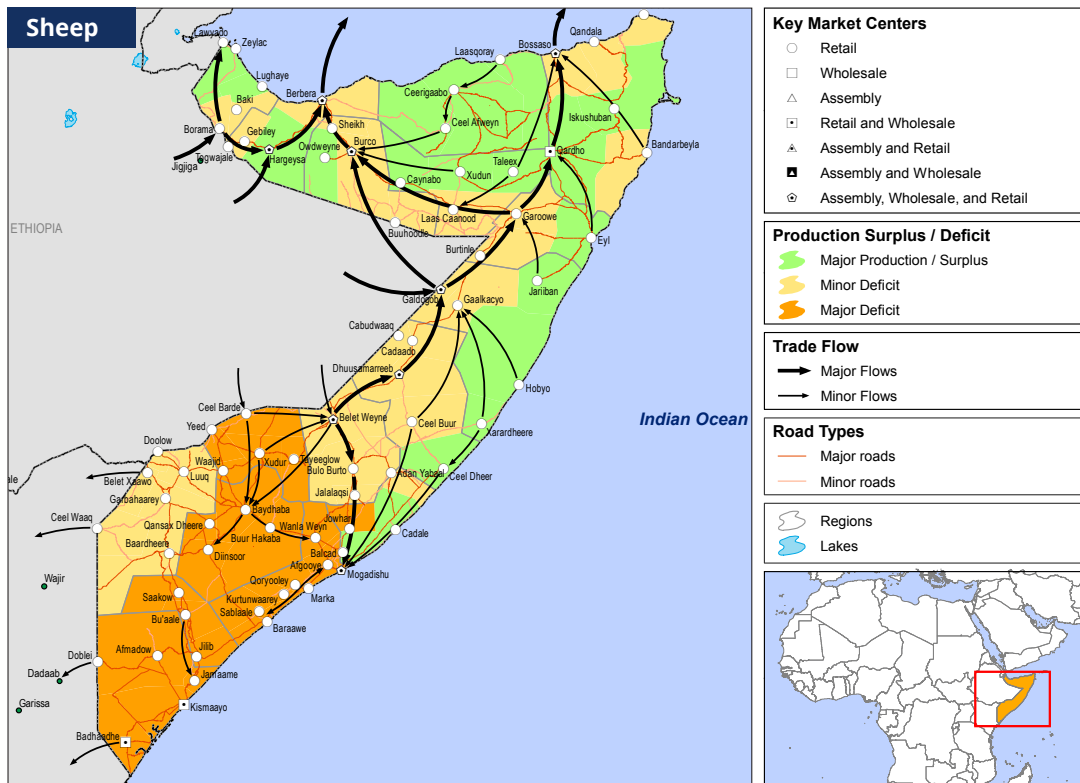 Sheep
Lawyado
Zeylac
Lughaye
Baki
Borama
Gebiley
Togwajale
Hargeysa
Jigjiga
Berbera
Sheikh
Owdweyne
Burco
Laasqoray
Ceerigaabo
Ceel Afweyn
Bossaso
Qandala
Iskushuban
Bandarbeyla
Qardho
Taleex
Xudun
Caynabo
Laas Caanood
Garoowe
Buuhoodle
Burtinle
Eyl
Jariiban
ETHIOPIA
Galdogob
Gaalkacyo
Cabudwaaq
Cadaado
Dhuusamarreeb
Hobyo
Indian Ocean
Ceel Barde
Belet Weyne
Ceel Buur
Xarardheere
Yeed
Doolow
Xudur
Tayeeglow
Waajid
Luuq
Belet Xaawo
Bulo Burto
Adan Yabaal
Ceel Dheer
Garbahaarey
Jalalaqsi
Ceel Waaq
Baydhaba
Qansax Dheere
Wanla Weyn
Jowhar
Cadale
Buur Hakaba
Baardheere
Diinsoor
Balcad
Afgooye
Mogadishu
Wajir
Qoryooley
Saakow
Kurtunwaarey
Marka
Sablaale
Bu'aale
Baraawe
Afmadow
Jilib
Doblei
Jamaame
Dadaab
Garissa
Kismaayo
Badhaadhe
Key Market Centers
Retail
Wholesale
Assembly
Retail and Wholesale
Assembly and Retail
Assembly and Wholesale
Assembly, Wholesale, and Retail
Production Surplus / Deficit
Major Production / Surplus
Minor Deficit
Major Deficit
Trade Flow
Major Flows
Minor Flows
Road Types
Major roads
Minor roads
Regions
Lakes